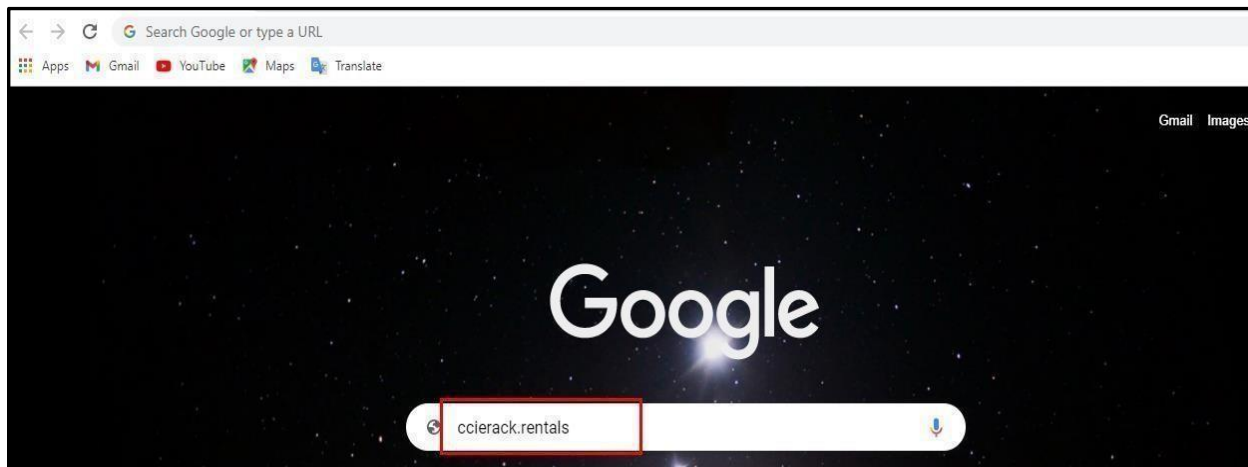 Search Google or type a URL
Apps Gmail YouTube Maps Translate
Gmail Images
Google
ccierack.rentals